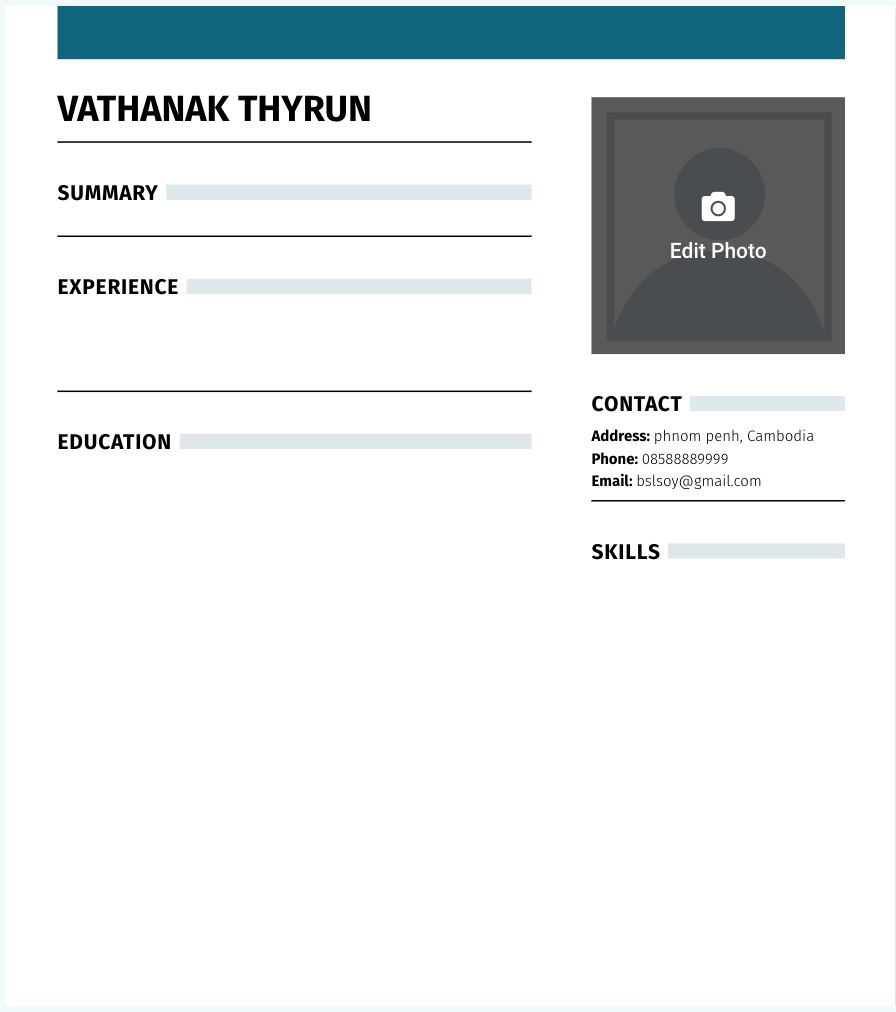 VATHANAK THYRUN
SUMMARY
EXPERIENCE
EDUCATION
Edit Photo
CONTACT
Address: phnom penh, Cambodia
Phone: 08588889999
Email: bslsoy@gmail.com
SKILLS